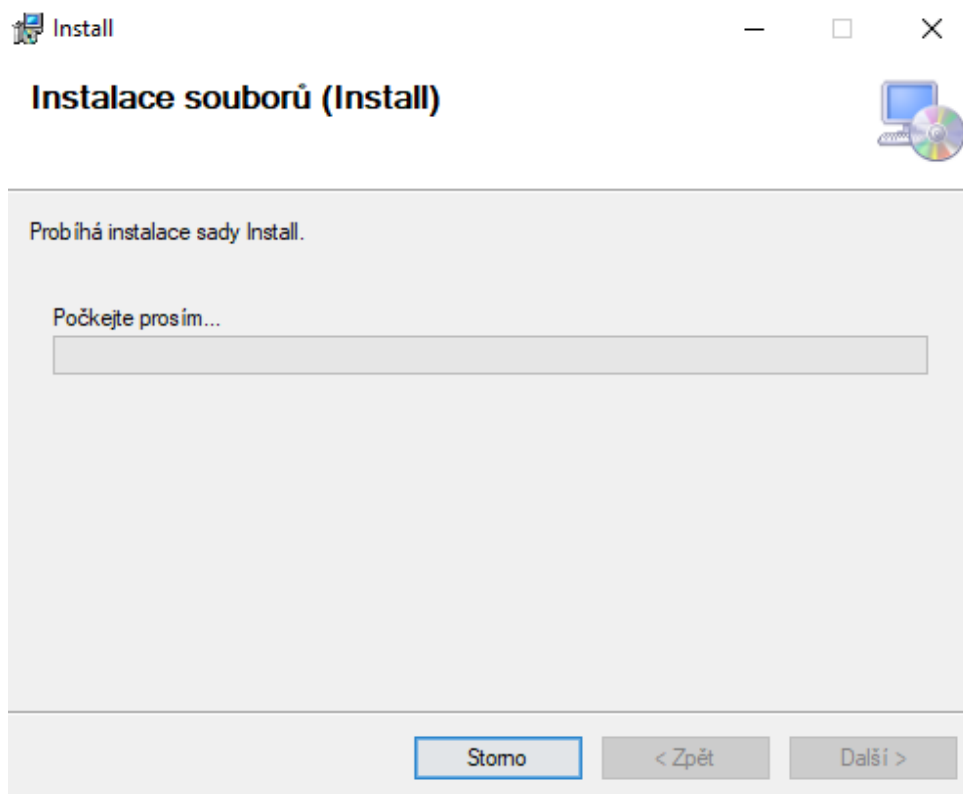 Install
Instalace souborů (Install)
Probíhá instalace sady Install.
Počkejte prosím...
Storno
< Zpět
Další >